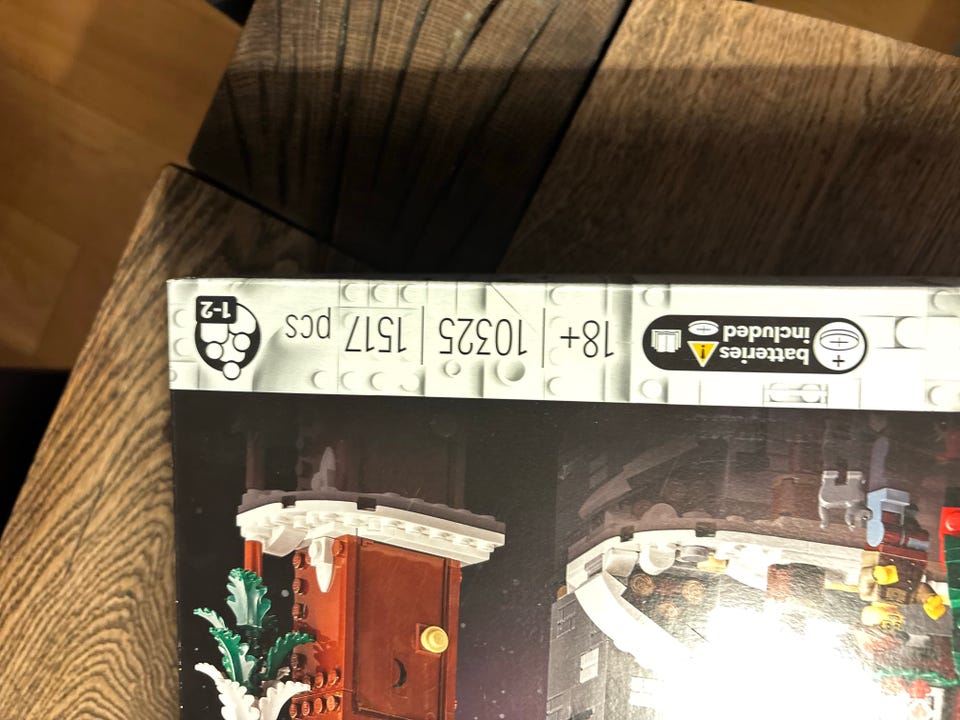 batteries
included
18+
10325
1517 pcs
1-2